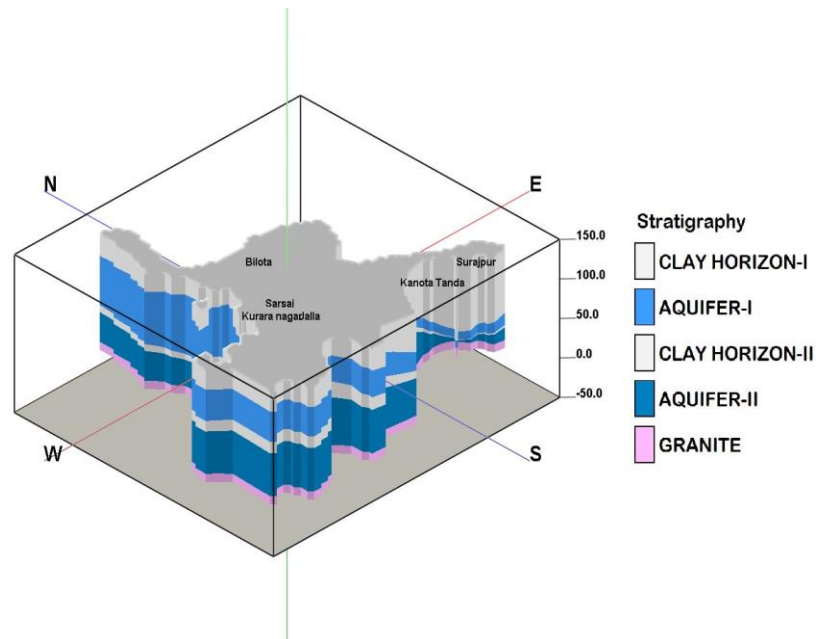 N
E
Bilota
Surajpur
Kanota Tanda
Sarsai
Kurara nagadalla
W
S
150.0
100.0
50.0
0.0
-50.0
Stratigraphy
CLAY HORIZON-I
AQUIFER-I
CLAY HORIZON-II
AQUIFER-II
GRANITE